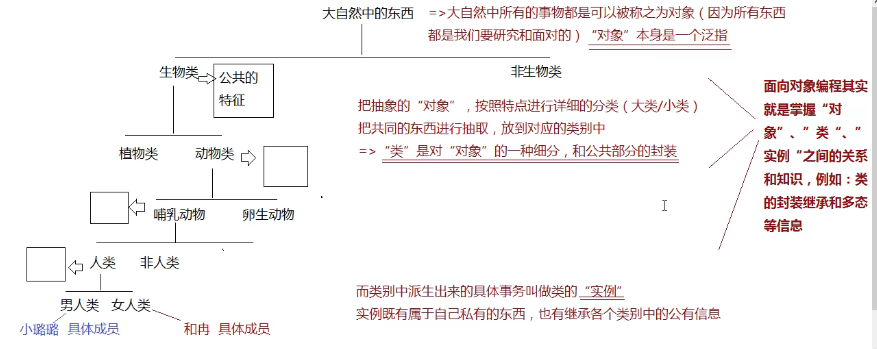 大自然中的东西
=>大自然中所有的事物都是可以被称之为对象（因为所有东西
都是我们要研究和面对的）“对象”本身是一个泛指
生物类
公共的
特征
非生物类
把抽象的“对象”，按照特点进行详细的分类（大类/小类）
把共同的东西进行抽取，放到对应的类别中
=>“类”是对“对象”的一种细分，和公共部分的封装
植物类
动物类
哺乳动物
卵生动物
人类
非人类
男人类
女人类
小璐璐 具体成员
和冉 具体成员
而类别中派生出来的具体事务叫做类的“实例”
实例既有属于自己私有的东西，也有继承各个类别中的公有信息
面向对象编程其实
就是掌握“对
象”、”类“、”
实例“之间的关系
和知识，例如：类
的封装继承和多态
等信息